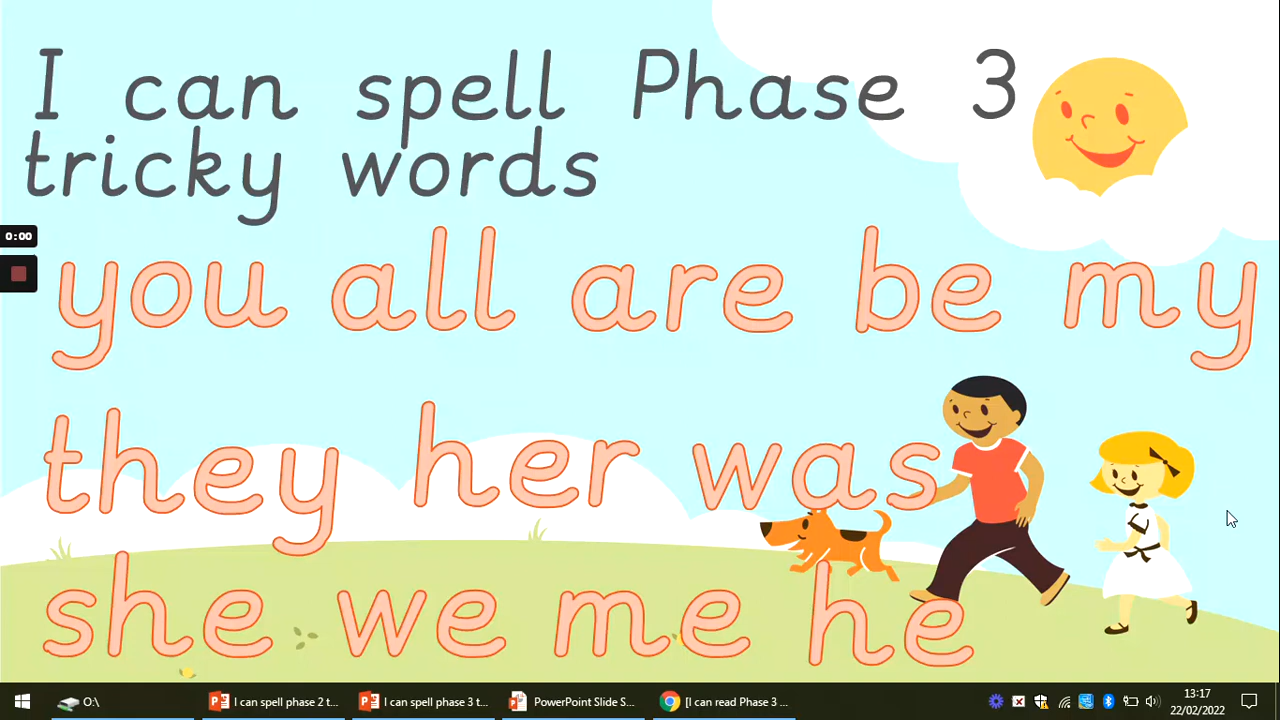 I can spell Phase 3
tricky words
0:00
you all are be my
they her was
she we me he
O:\
I can spell phase 2 t...
I can spell phase 3 t...
PowerPoint Slide S...
[I can read Phase 3 ...
13:17
22/02/2022